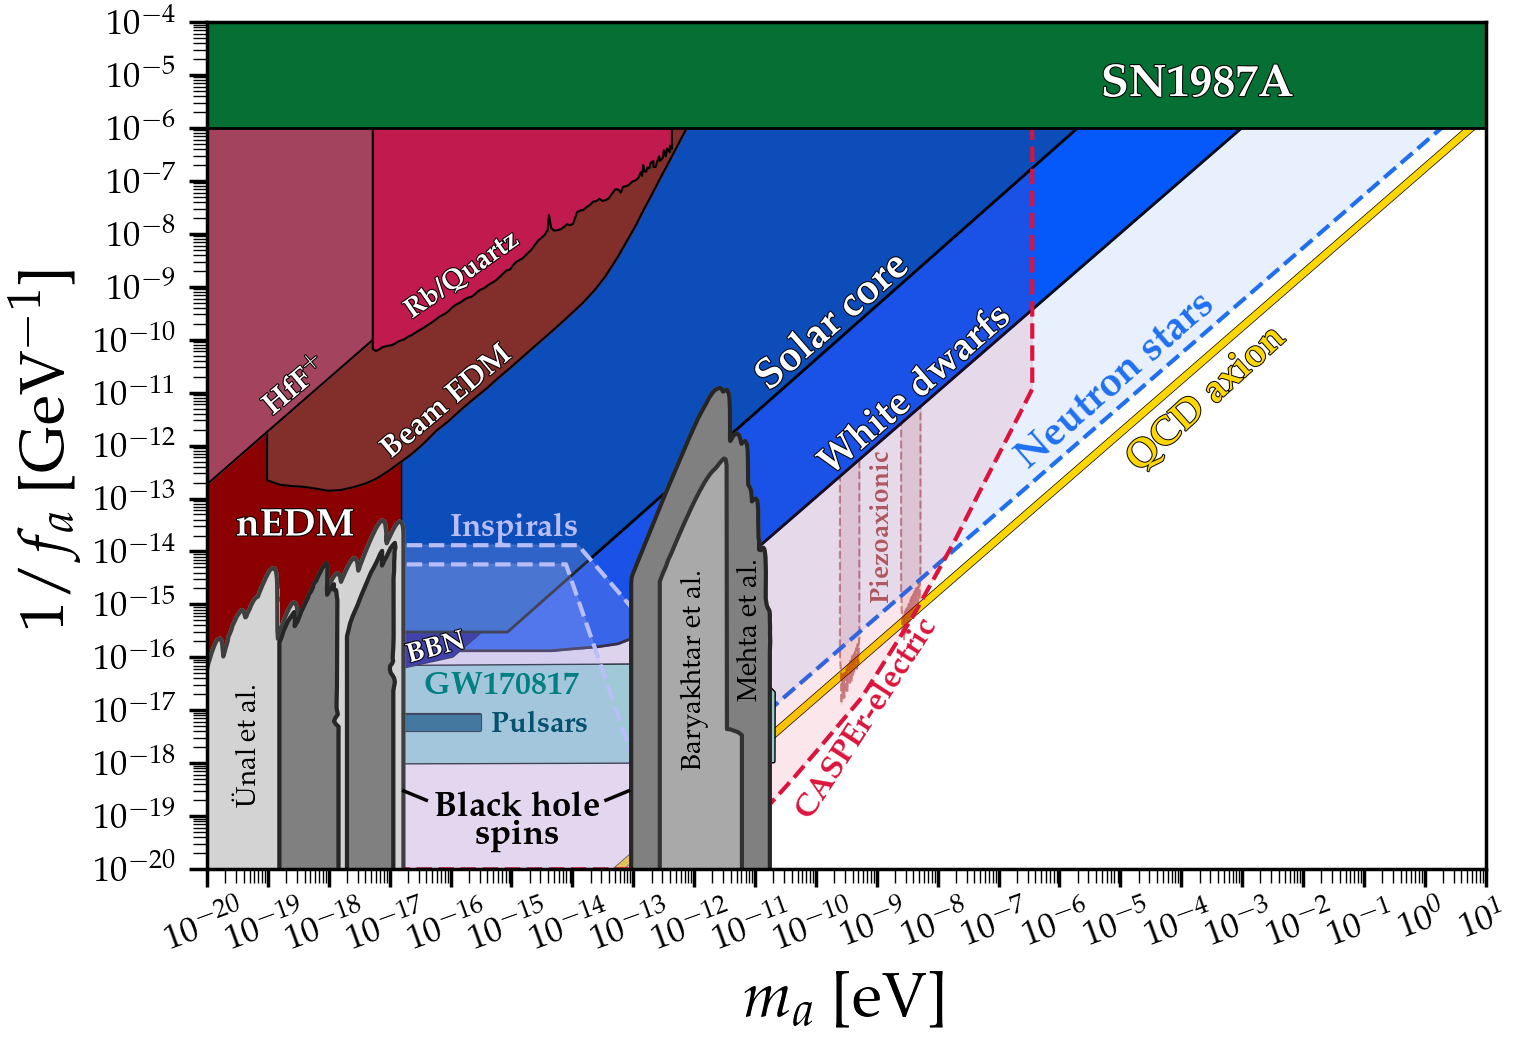 10⁻⁴
10⁻⁵
10⁻⁶
10⁻⁷
10⁻⁸
10⁻⁹
10⁻¹⁰
10⁻¹¹
10⁻¹²
10⁻¹³
10⁻¹⁴
10⁻¹⁵
10⁻¹⁶
10⁻¹⁷
10⁻¹⁸
10⁻¹⁹
10⁻²⁰
1/fₐ [GeV⁻¹]
SN1987A
HfF⁺
Rb/Quartz
Beam EDM
nEDM
Solar core
White dwarfs
Neutron stars
QCD axion
Piezoaxionic
CASPEr-electric
Inspirals
BBN
GW170817
Pulsars
Black hole
spins
Ünal et al.
Baryakhtar et al.
Mehta et al.
10⁻²⁰ 10⁻¹⁹ 10⁻¹⁸ 10⁻¹⁷ 10⁻¹⁶ 10⁻¹⁵ 10⁻¹⁴ 10⁻¹³ 10⁻¹² 10⁻¹¹ 10⁻¹⁰ 10⁻⁹ 10⁻⁸ 10⁻⁷ 10⁻⁶ 10⁻⁵ 10⁻⁴ 10⁻³ 10⁻² 10⁻¹ 10⁰ 10¹
mₐ [eV]